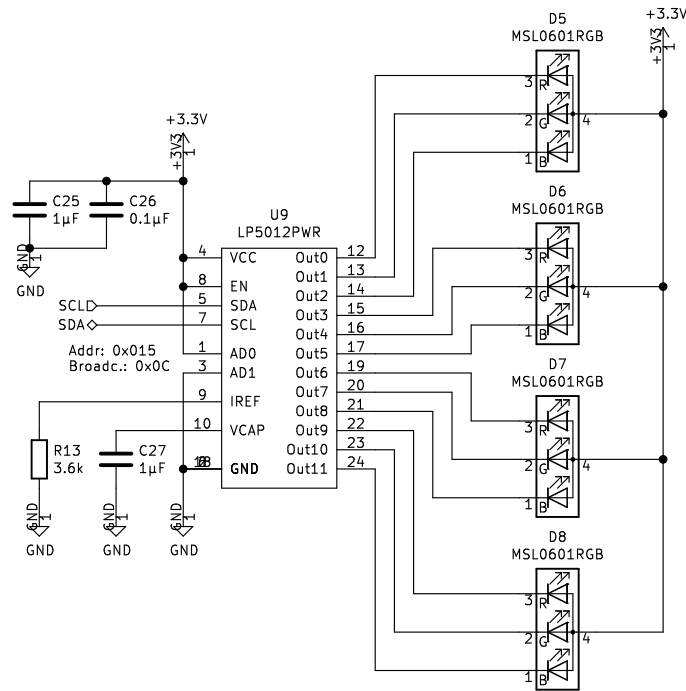 D5
MSL0601RGB
3 R
2 G 4
1 B
+3.3V
+3V3
1
+3.3V
+3V3
1
C25
1µF
C26
0.1µF
GND
1
GND
U9
LP5012PWR
4 VCC Out0 12
Out1 13
8 EN Out2 14
5 SDA Out3 15
7 SCL Out4 16
1 AD0 Out5 17
3 AD1 Out6 19
9 IREF Out7 20
Out8 21
10 VCAP Out9 22
Out10 23
GND Out11 24
SCL
SDA
Addr: 0x015
Broadc.: 0x0C
R13
3.6k
C27
1µF
GND
1
GND
GND
1
GND
GND
1
GND
D6
MSL0601RGB
3 R
2 G 4
1 B
D7
MSL0601RGB
3 R
2 G 4
1 B
D8
MSL0601RGB
3 R
2 G 4
1 B